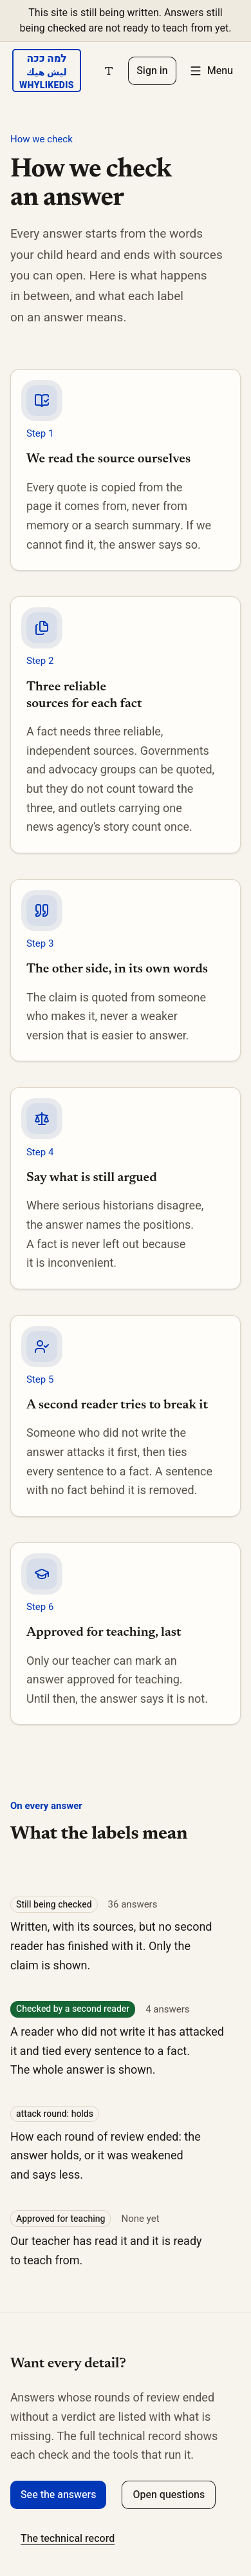 This site is still being written. Answers still
being checked are not ready to teach from yet.
למה ככה
ليش هيك
WHYLIKEDIS
T
Sign in
Menu
How we check
How we check
an answer
Every answer starts from the words
your child heard and ends with sources
you can open. Here is what happens
in between, and what each label
on an answer means.
Step 1
We read the source ourselves
Every quote is copied from the
page it comes from, never from
memory or a search summary. If we
cannot find it, the answer says so.
Step 2
Three reliable
sources for each fact
A fact needs three reliable,
independent sources. Governments
and advocacy groups can be quoted,
but they do not count toward the
three, and outlets carrying one
news agency's story count once.
Step 3
The other side, in its own words
The claim is quoted from someone
who makes it, never a weaker
version that is easier to answer.
Step 4
Say what is still argued
Where serious historians disagree,
the answer names the positions.
A fact is never left out because
it is inconvenient.
Step 5
A second reader tries to break it
Someone who did not write the
answer attacks it first, then ties
every sentence to a fact. A sentence
with no fact behind it is removed.
Step 6
Approved for teaching, last
Only our teacher can mark an
answer approved for teaching.
Until then, the answer says it is not.
On every answer
What the labels mean
Still being checked 36 answers
Written, with its sources, but no second
reader has finished with it. Only the
claim is shown.
Checked by a second reader 4 answers
A reader who did not write it has attacked
it and tied every sentence to a fact.
The whole answer is shown.
attack round: holds
How each round of review ended: the
answer holds, or it was weakened
and says less.
Approved for teaching None yet
Our teacher has read it and it is ready
to teach from.
Want every detail?
Answers whose rounds of review ended
without a verdict are listed with what is
missing. The full technical record shows
each check and the tools that run it.
See the answers
Open questions
The technical record